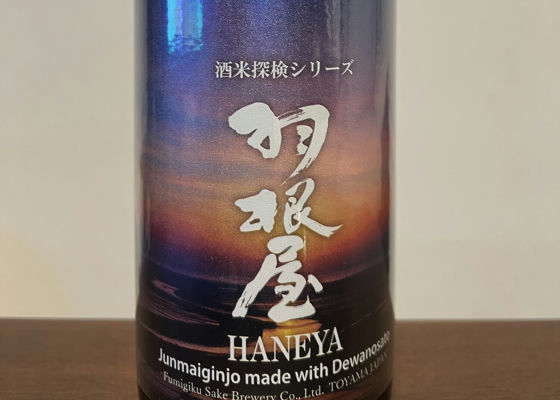 酒米探検シリーズ
羽根屋
HANEYA
Junmaiginjo made with Dewanosato
Fumigiku Sake Brewery Co., Ltd. TOYAMA JAPAN